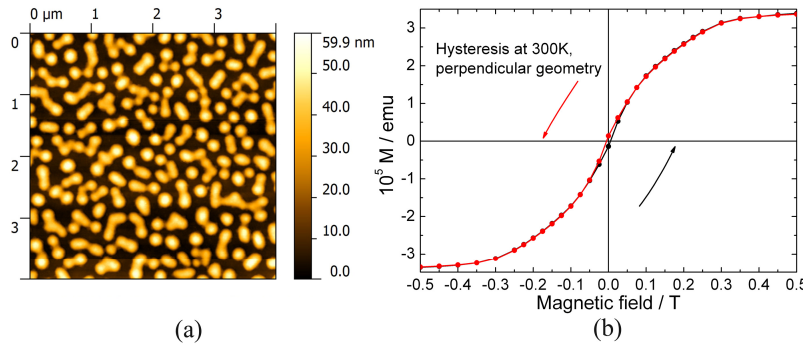 0 µm 1 2 3
0
1
2
3
59.9 nm
50.0
40.0
30.0
20.0
10.0
0.0
(a)
Hysteresis at 300K,
perpendicular geometry
10⁵ M / emu
3
2
1
0
-1
-2
-3
-0.5 -0.4 -0.3 -0.2 -0.1 0.0 0.1 0.2 0.3 0.4 0.5
Magnetic field / T
(b)